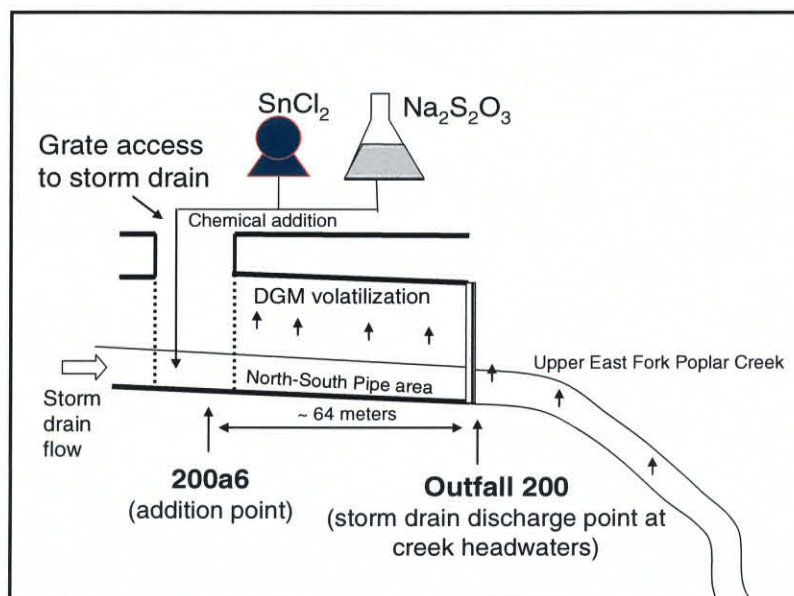 SnCl2
Na2S2O3
Grate access
to storm drain
Chemical addition
DGM volatilization
Upper East Fork Poplar Creek
North-South Pipe area
Storm
drain
flow
~ 64 meters
200a6
(addition point)
Outfall 200
(storm drain discharge point at
creek headwaters)